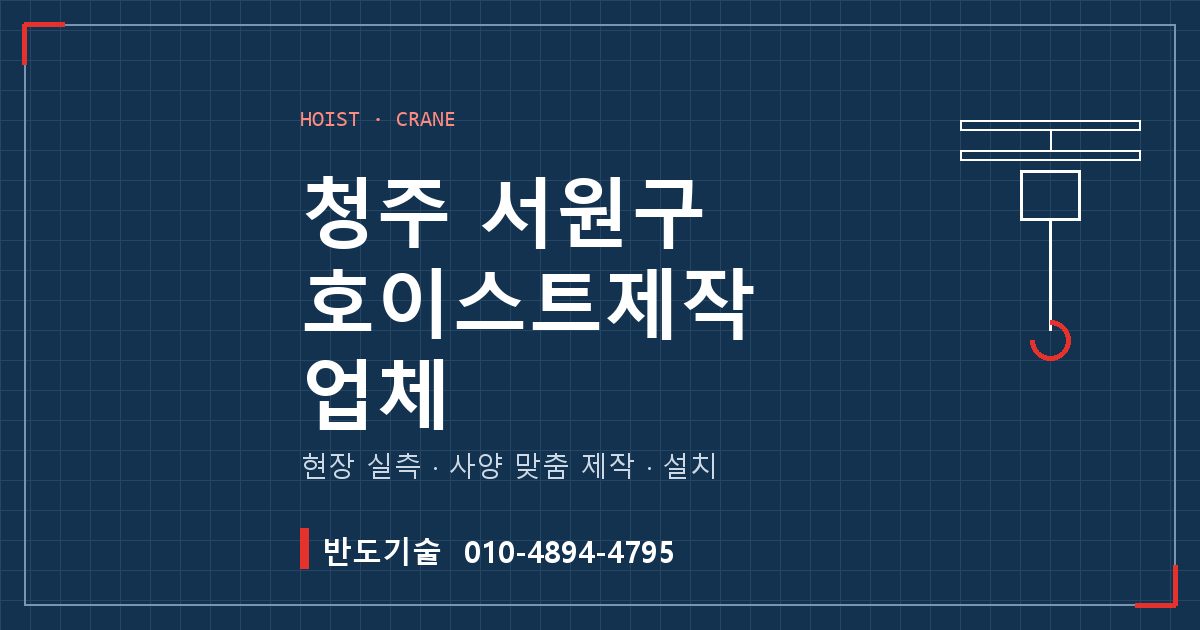 HOIST · CRANE
청주 서원구
호이스트제작
업체
현장 실측 · 사양 맞춤 제작 · 설치
반도기술 010-4894-4795